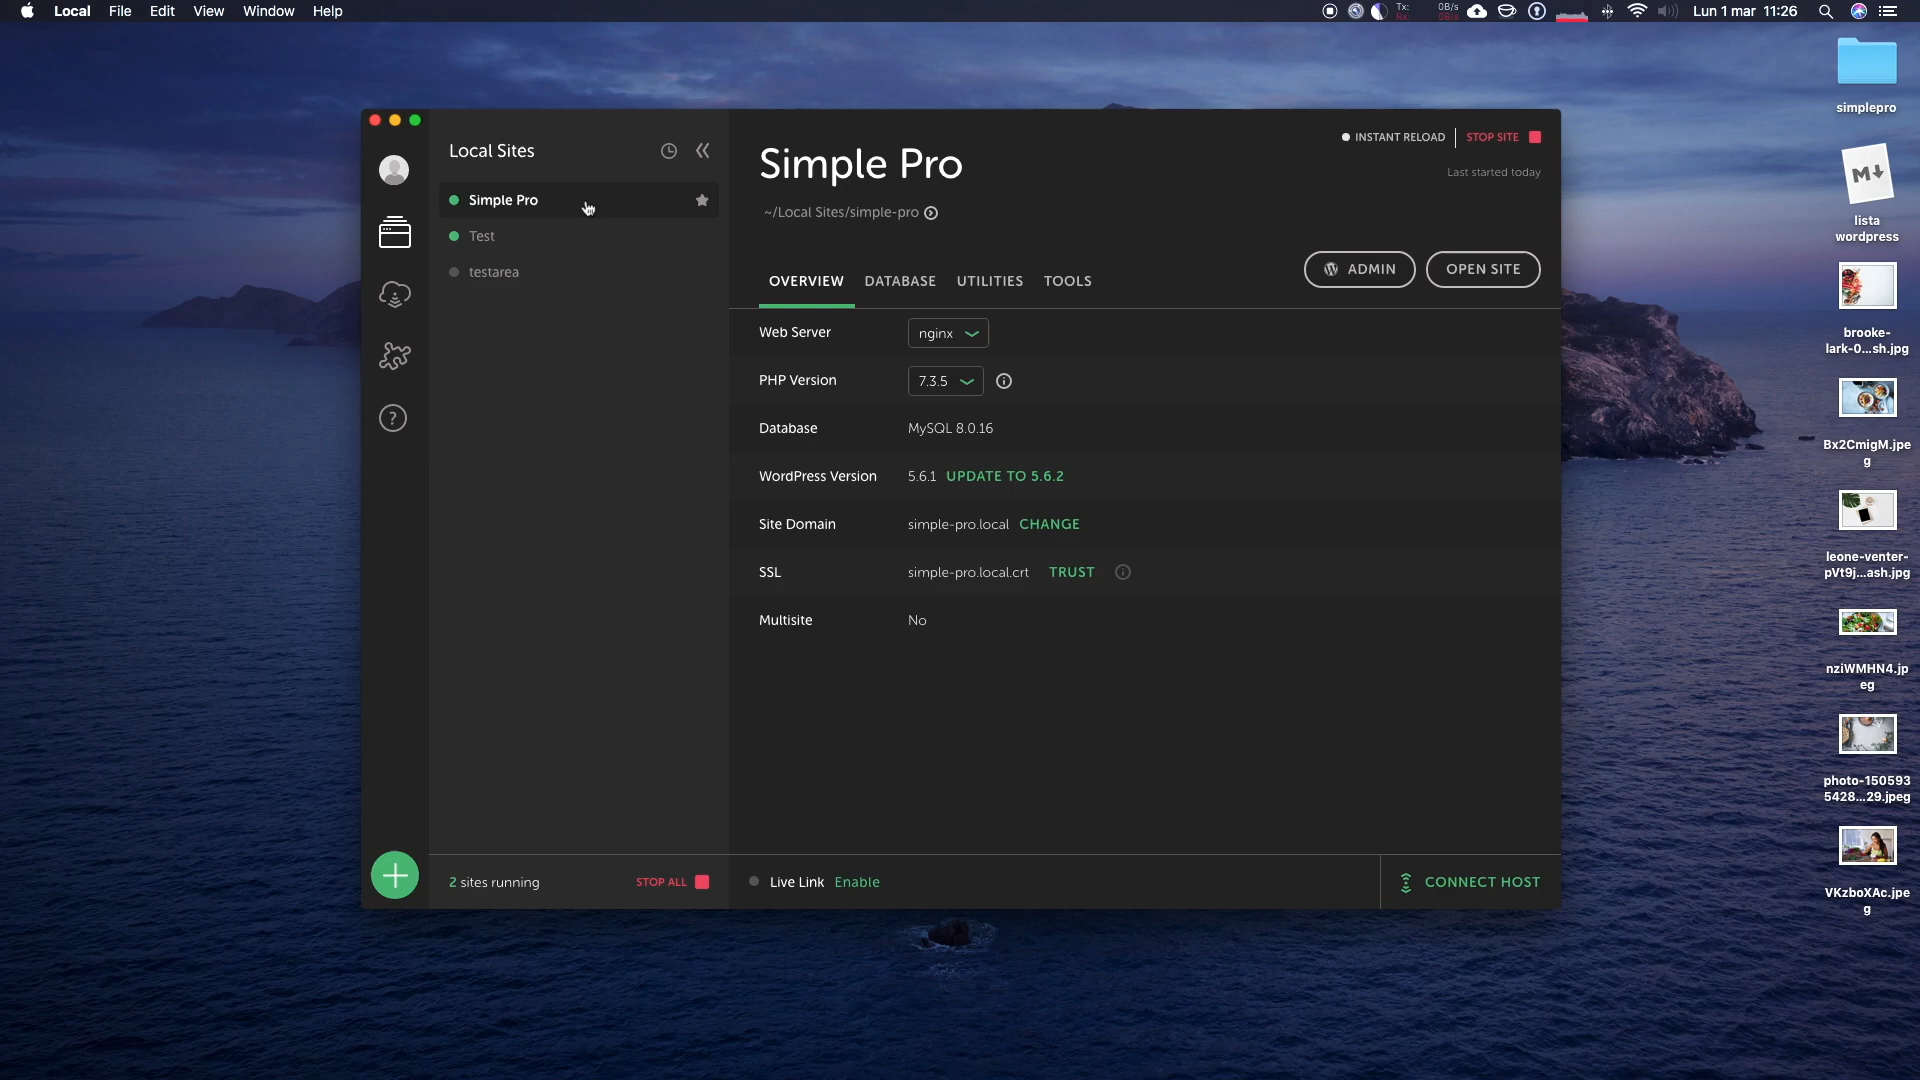 Local File Edit View Window Help
Tx: 0B/s
Rx: 0B/s
Lun 1 mar 11:26
Local Sites
Simple Pro
Test
testarea
2 sites running
STOP ALL
Simple Pro
~/Local Sites/simple-pro
INSTANT RELOAD
STOP SITE
Last started today
OVERVIEW DATABASE UTILITIES TOOLS
ADMIN
OPEN SITE
Web Server nginx
PHP Version 7.3.5
Database MySQL 8.0.16
WordPress Version 5.6.1 UPDATE TO 5.6.2
Site Domain simple-pro.local CHANGE
SSL simple-pro.local.crt TRUST
Multisite No
Live Link Enable
CONNECT HOST
simplepro
M↓
lista
wordpress
brooke-
lark-0...sh.jpg
Bx2CmigM.jpe
g
leone-venter-
pVt9j...ash.jpg
nziWMHN4.jp
eg
photo-150593
5428...29.jpeg
VKzboXAc.jpe
g